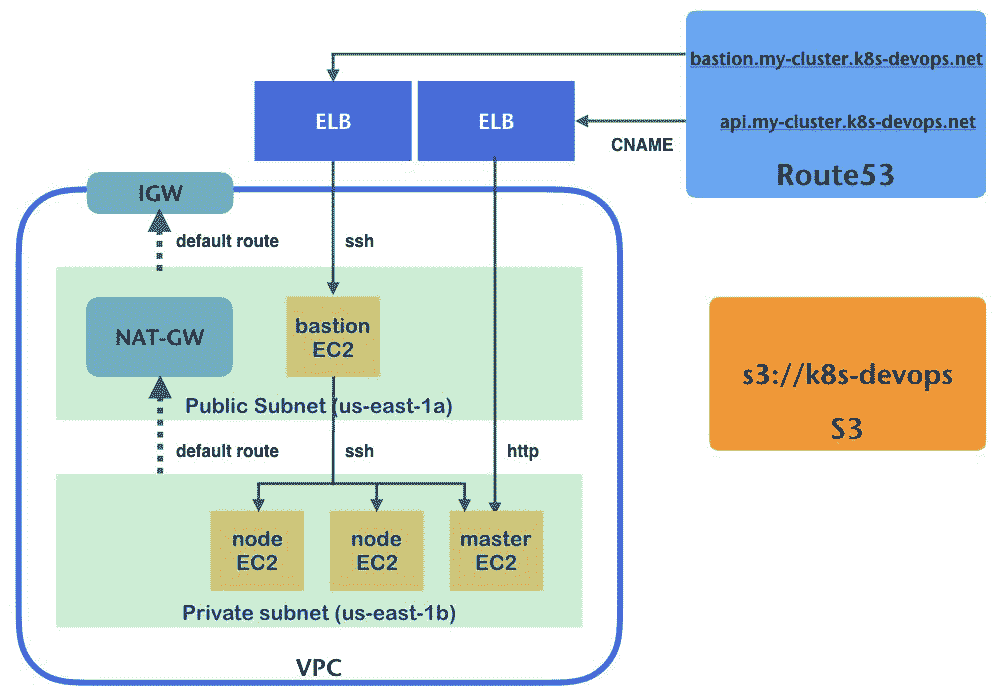 bastion.my-cluster.k8s-devops.net
api.my-cluster.k8s-devops.net
Route53
ELB
ELB
CNAME
IGW
default route
ssh
NAT-GW
bastion
EC2
Public Subnet (us-east-1a)
default route
ssh
http
node
EC2
node
EC2
master
EC2
Private subnet (us-east-1b)
VPC
s3://k8s-devops
S3